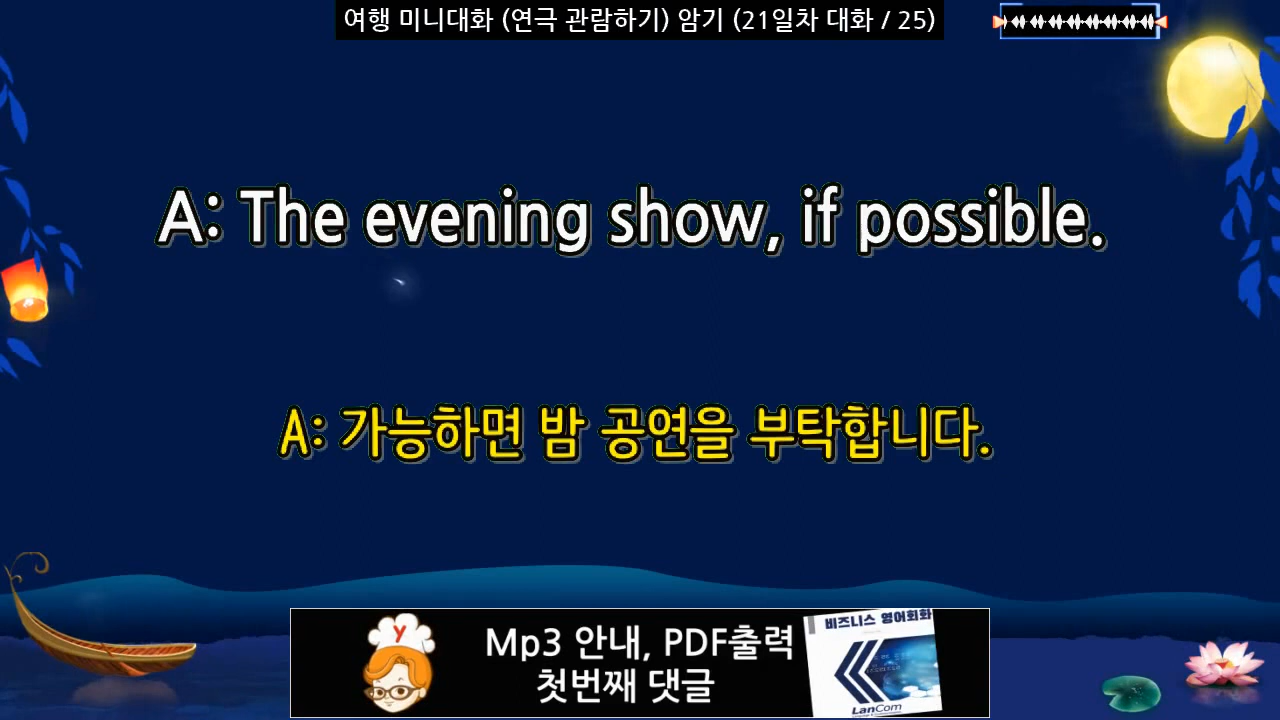 여행 미니대화 (연극 관람하기) 암기 (21일차 대화 / 25)
A: The evening show, if possible.
A: 가능하면 밤 공연을 부탁합니다.
Y
Mp3 안내, PDF출력
첫번째 댓글
비즈니스 영어회화
LanCom